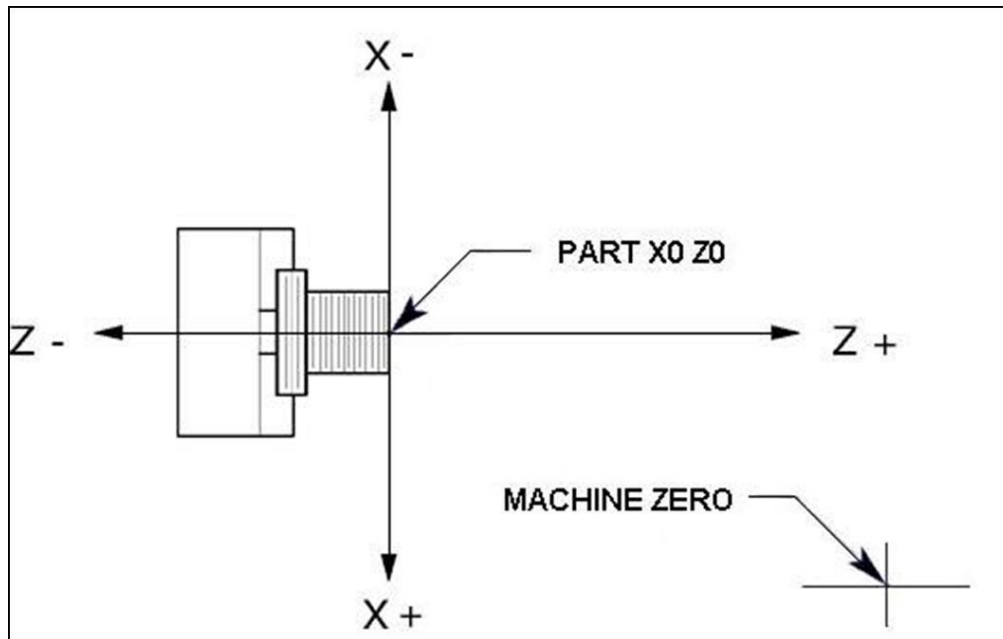 X -
PART X0 Z0
Z -
Z +
MACHINE ZERO
X +